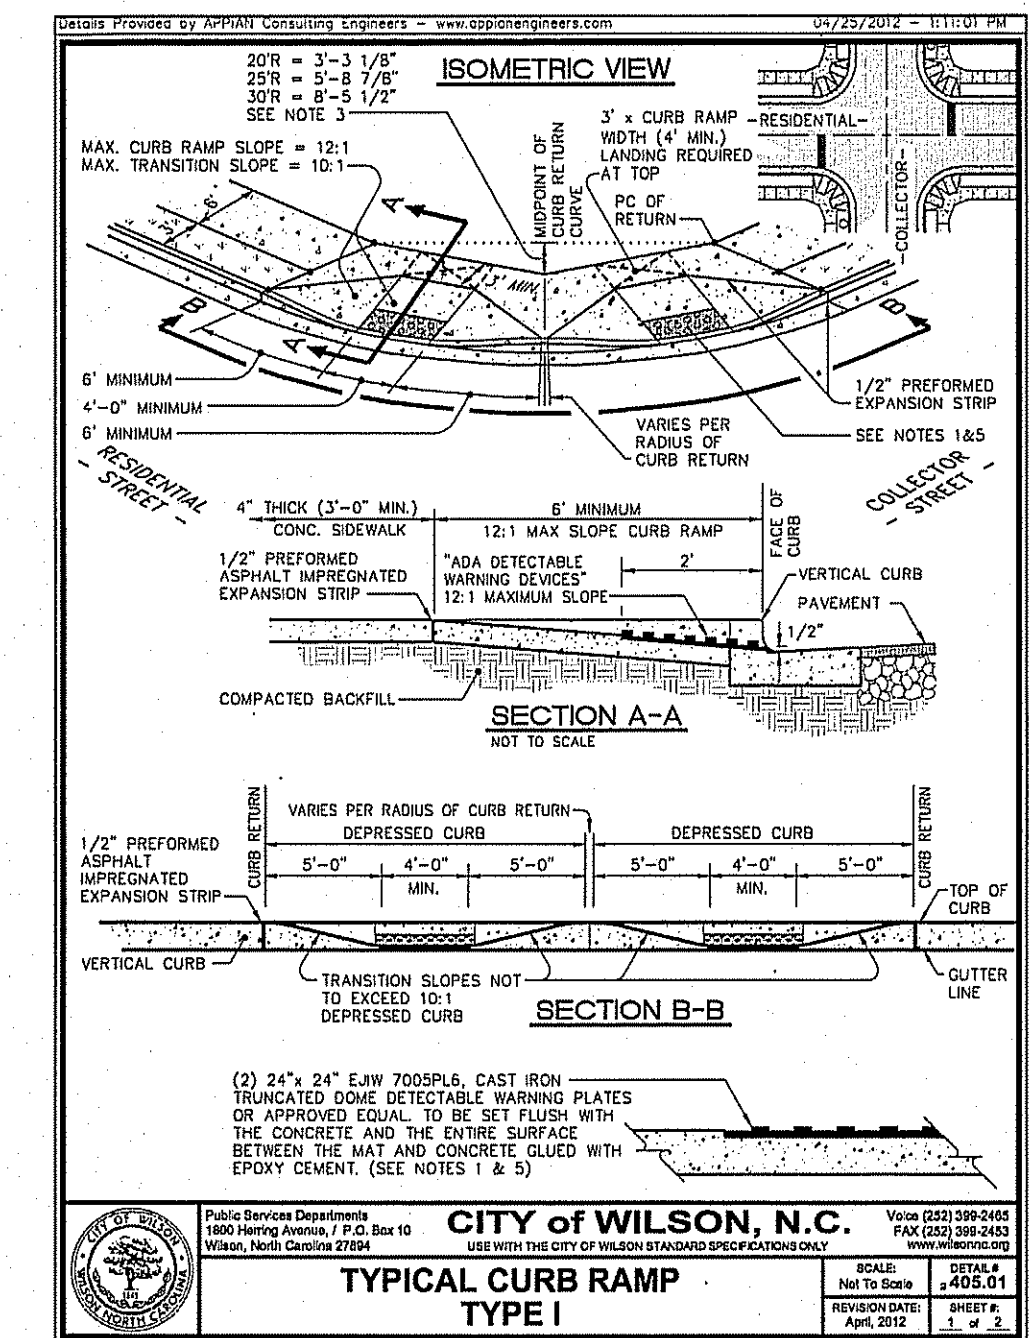 Details Provided by APPIAN Consulting Engineers – www.appianengineers.com
04/25/2012 – 1:11:01 PM
ISOMETRIC VIEW
20'R = 3'-3 1/8"
25'R = 5'-8 7/8"
30'R = 8'-5 1/2"
SEE NOTE 3
MAX. CURB RAMP SLOPE = 12:1
MAX. TRANSITION SLOPE = 10:1
MIDPOINT OF
CURB RETURN
CURVE
3' x CURB RAMP
WIDTH (4' MIN.)
LANDING REQUIRED
AT TOP
PC OF
RETURN
-RESIDENTIAL-
-COLLECTOR-
3'-6"
A
3' MIN.
B
B
A
6' MINIMUM
4'-0" MINIMUM
6' MINIMUM
1/2" PREFORMED
EXPANSION STRIP
SEE NOTES 1&5
VARIES PER
RADIUS OF
CURB RETURN
- RESIDENTIAL
STREET -
COLLECTOR -
- STREET
4" THICK (3'-0" MIN.)
CONC. SIDEWALK
6' MINIMUM
12:1 MAX SLOPE CURB RAMP
FACE OF
CURB
1/2" PREFORMED
ASPHALT IMPREGNATED
EXPANSION STRIP
"ADA DETECTABLE
WARNING DEVICES"
12:1 MAXIMUM SLOPE
2'
VERTICAL CURB
PAVEMENT
1/2"
COMPACTED BACKFILL
SECTION A-A
NOT TO SCALE
CURB RETURN
VARIES PER RADIUS OF CURB RETURN
DEPRESSED CURB
DEPRESSED CURB
CURB RETURN
1/2" PREFORMED
ASPHALT
IMPREGNATED
EXPANSION STRIP
5'-0"
4'-0"
MIN.
5'-0"
5'-0"
4'-0"
MIN.
5'-0"
TOP OF
CURB
VERTICAL CURB
TRANSITION SLOPES NOT
TO EXCEED 10:1
DEPRESSED CURB
GUTTER
LINE
SECTION B-B
(2) 24"x 24" EJIW 7005PL6, CAST IRON
TRUNCATED DOME DETECTABLE WARNING PLATES
OR APPROVED EQUAL. TO BE SET FLUSH WITH
THE CONCRETE AND THE ENTIRE SURFACE
BETWEEN THE MAT AND CONCRETE GLUED WITH
EPOXY CEMENT. (SEE NOTES 1 & 5)
CITY OF WILSON
1849
WILSON NORTH CAROLINA
Public Services Departments
1800 Herring Avenue, / P.O. Box 10
Wilson, North Carolina 27894
CITY of WILSON, N.C.
USE WITH THE CITY OF WILSON STANDARD SPECIFICATIONS ONLY
Voice (252) 399-2465
FAX (252) 399-2453
www.wilsonnc.org
TYPICAL CURB RAMP
TYPE I
SCALE:
Not To Scale
DETAIL #
405.01
REVISION DATE:
April, 2012
SHEET #:
1 of 2